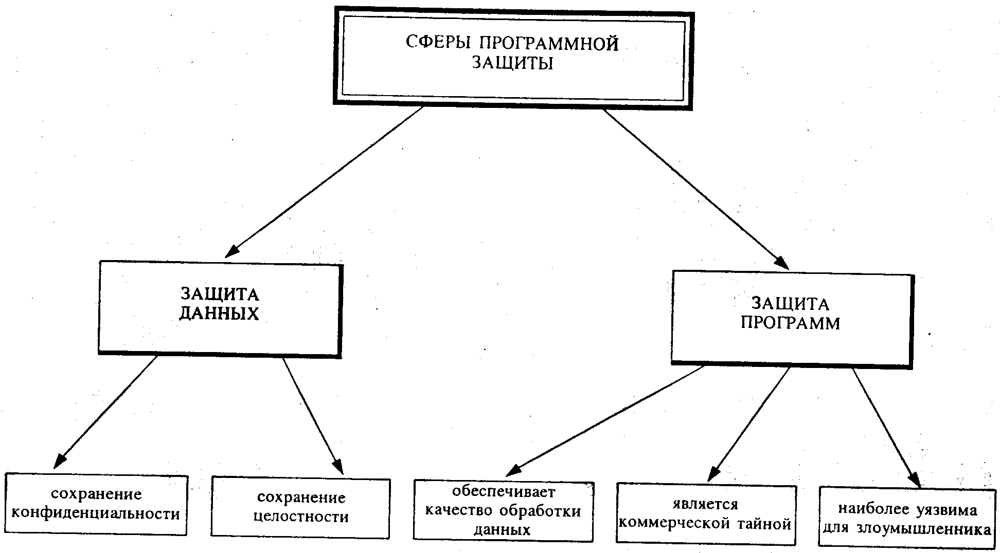 СФЕРЫ ПРОГРАММНОЙ
ЗАЩИТЫ
ЗАЩИТА
ДАННЫХ
ЗАЩИТА
ПРОГРАММ
сохранение
конфиденциальности
сохранение
целостности
обеспечивает
качество обработки
данных
является
коммерческой тайной
наиболее уязвима
для злоумышленника